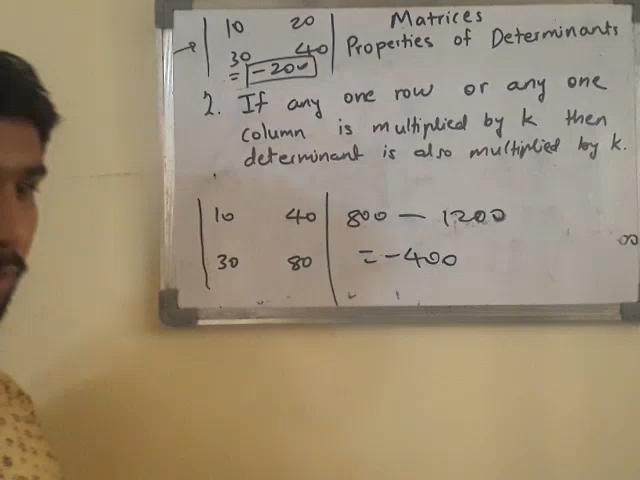 10 20 Matrices
30 40 Properties of Determinants
= -200
2. If any one row or any one
column is multiplied by k then
determinant is also multiplied by k.
10 40 800 - 1200
30 80 = -400